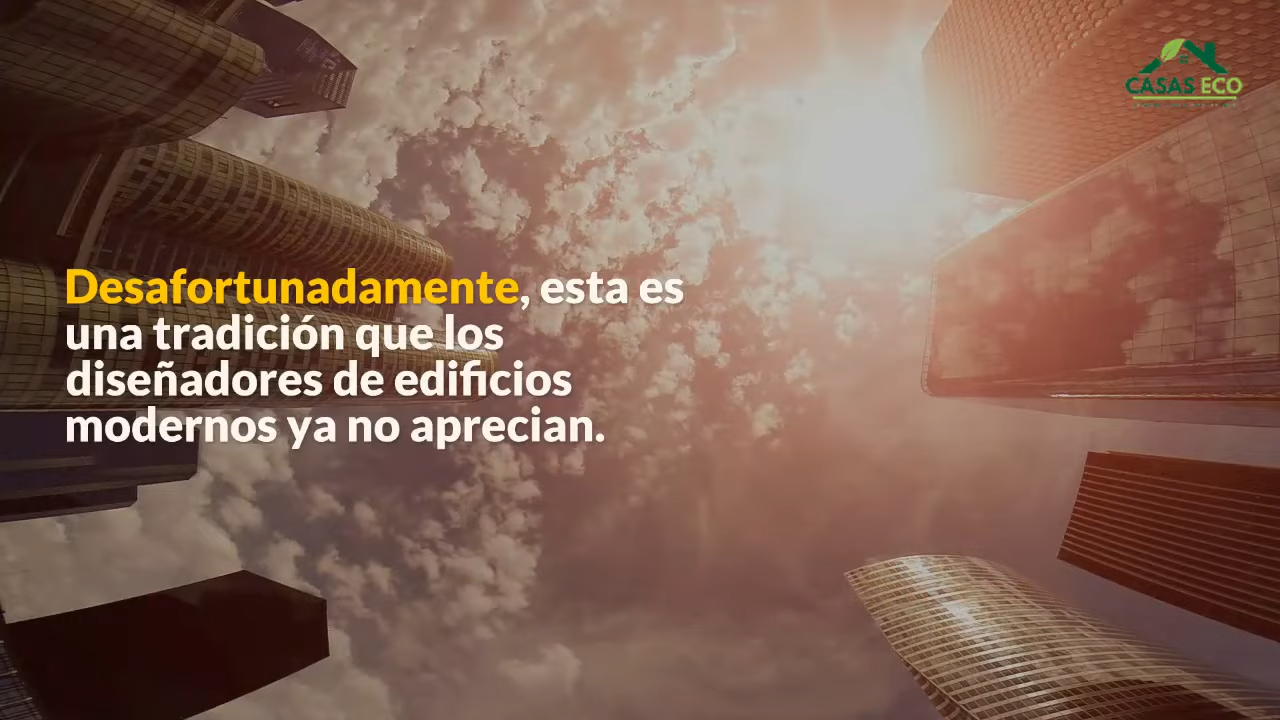 CASAS ECO
Desafortunadamente, esta es
una tradición que los
diseñadores de edificios
modernos ya no aprecian.